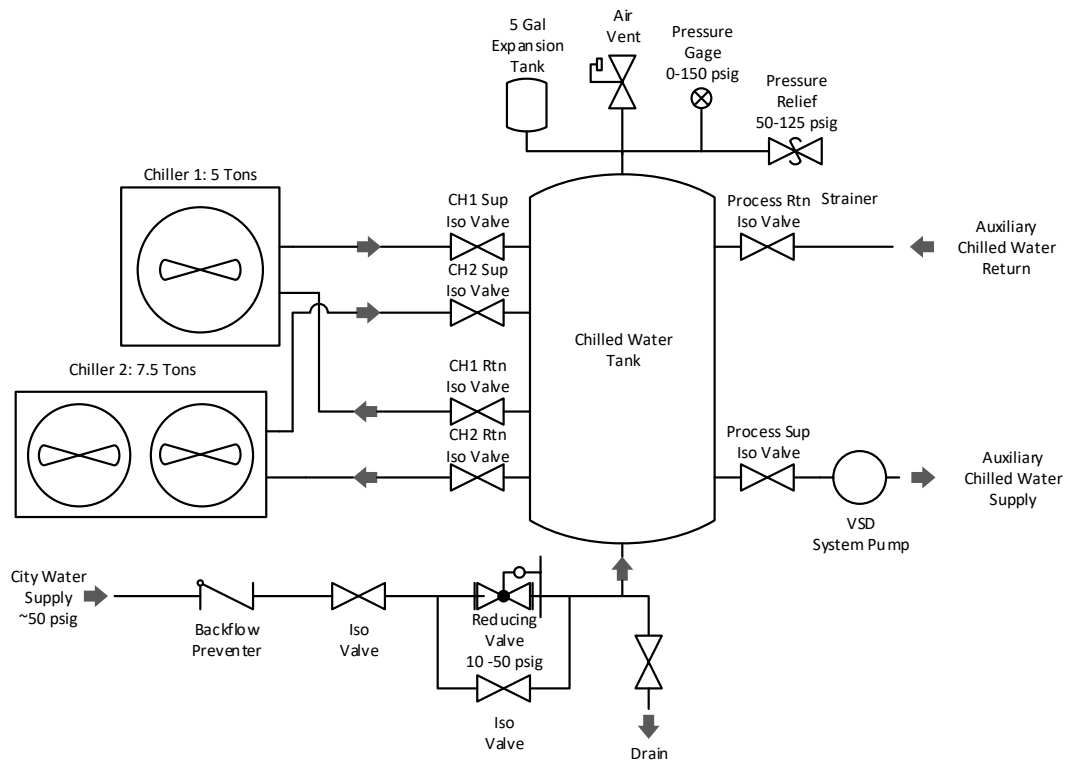 5 Gal
Expansion
Tank
Air
Vent
Pressure
Gage
0-150 psig
Pressure
Relief
50-125 psig
Chiller 1: 5 Tons
CH1 Sup
Iso Valve
Process Rtn
Iso Valve
Strainer
Auxiliary
Chilled Water
Return
CH2 Sup
Iso Valve
Chilled Water
Tank
Chiller 2: 7.5 Tons
CH1 Rtn
Iso Valve
CH2 Rtn
Iso Valve
Process Sup
Iso Valve
Auxiliary
Chilled Water
Supply
VSD
System Pump
City Water
Supply
~50 psig
Backflow
Preventer
Iso
Valve
Reducing
Valve
10 -50 psig
Iso
Valve
Drain